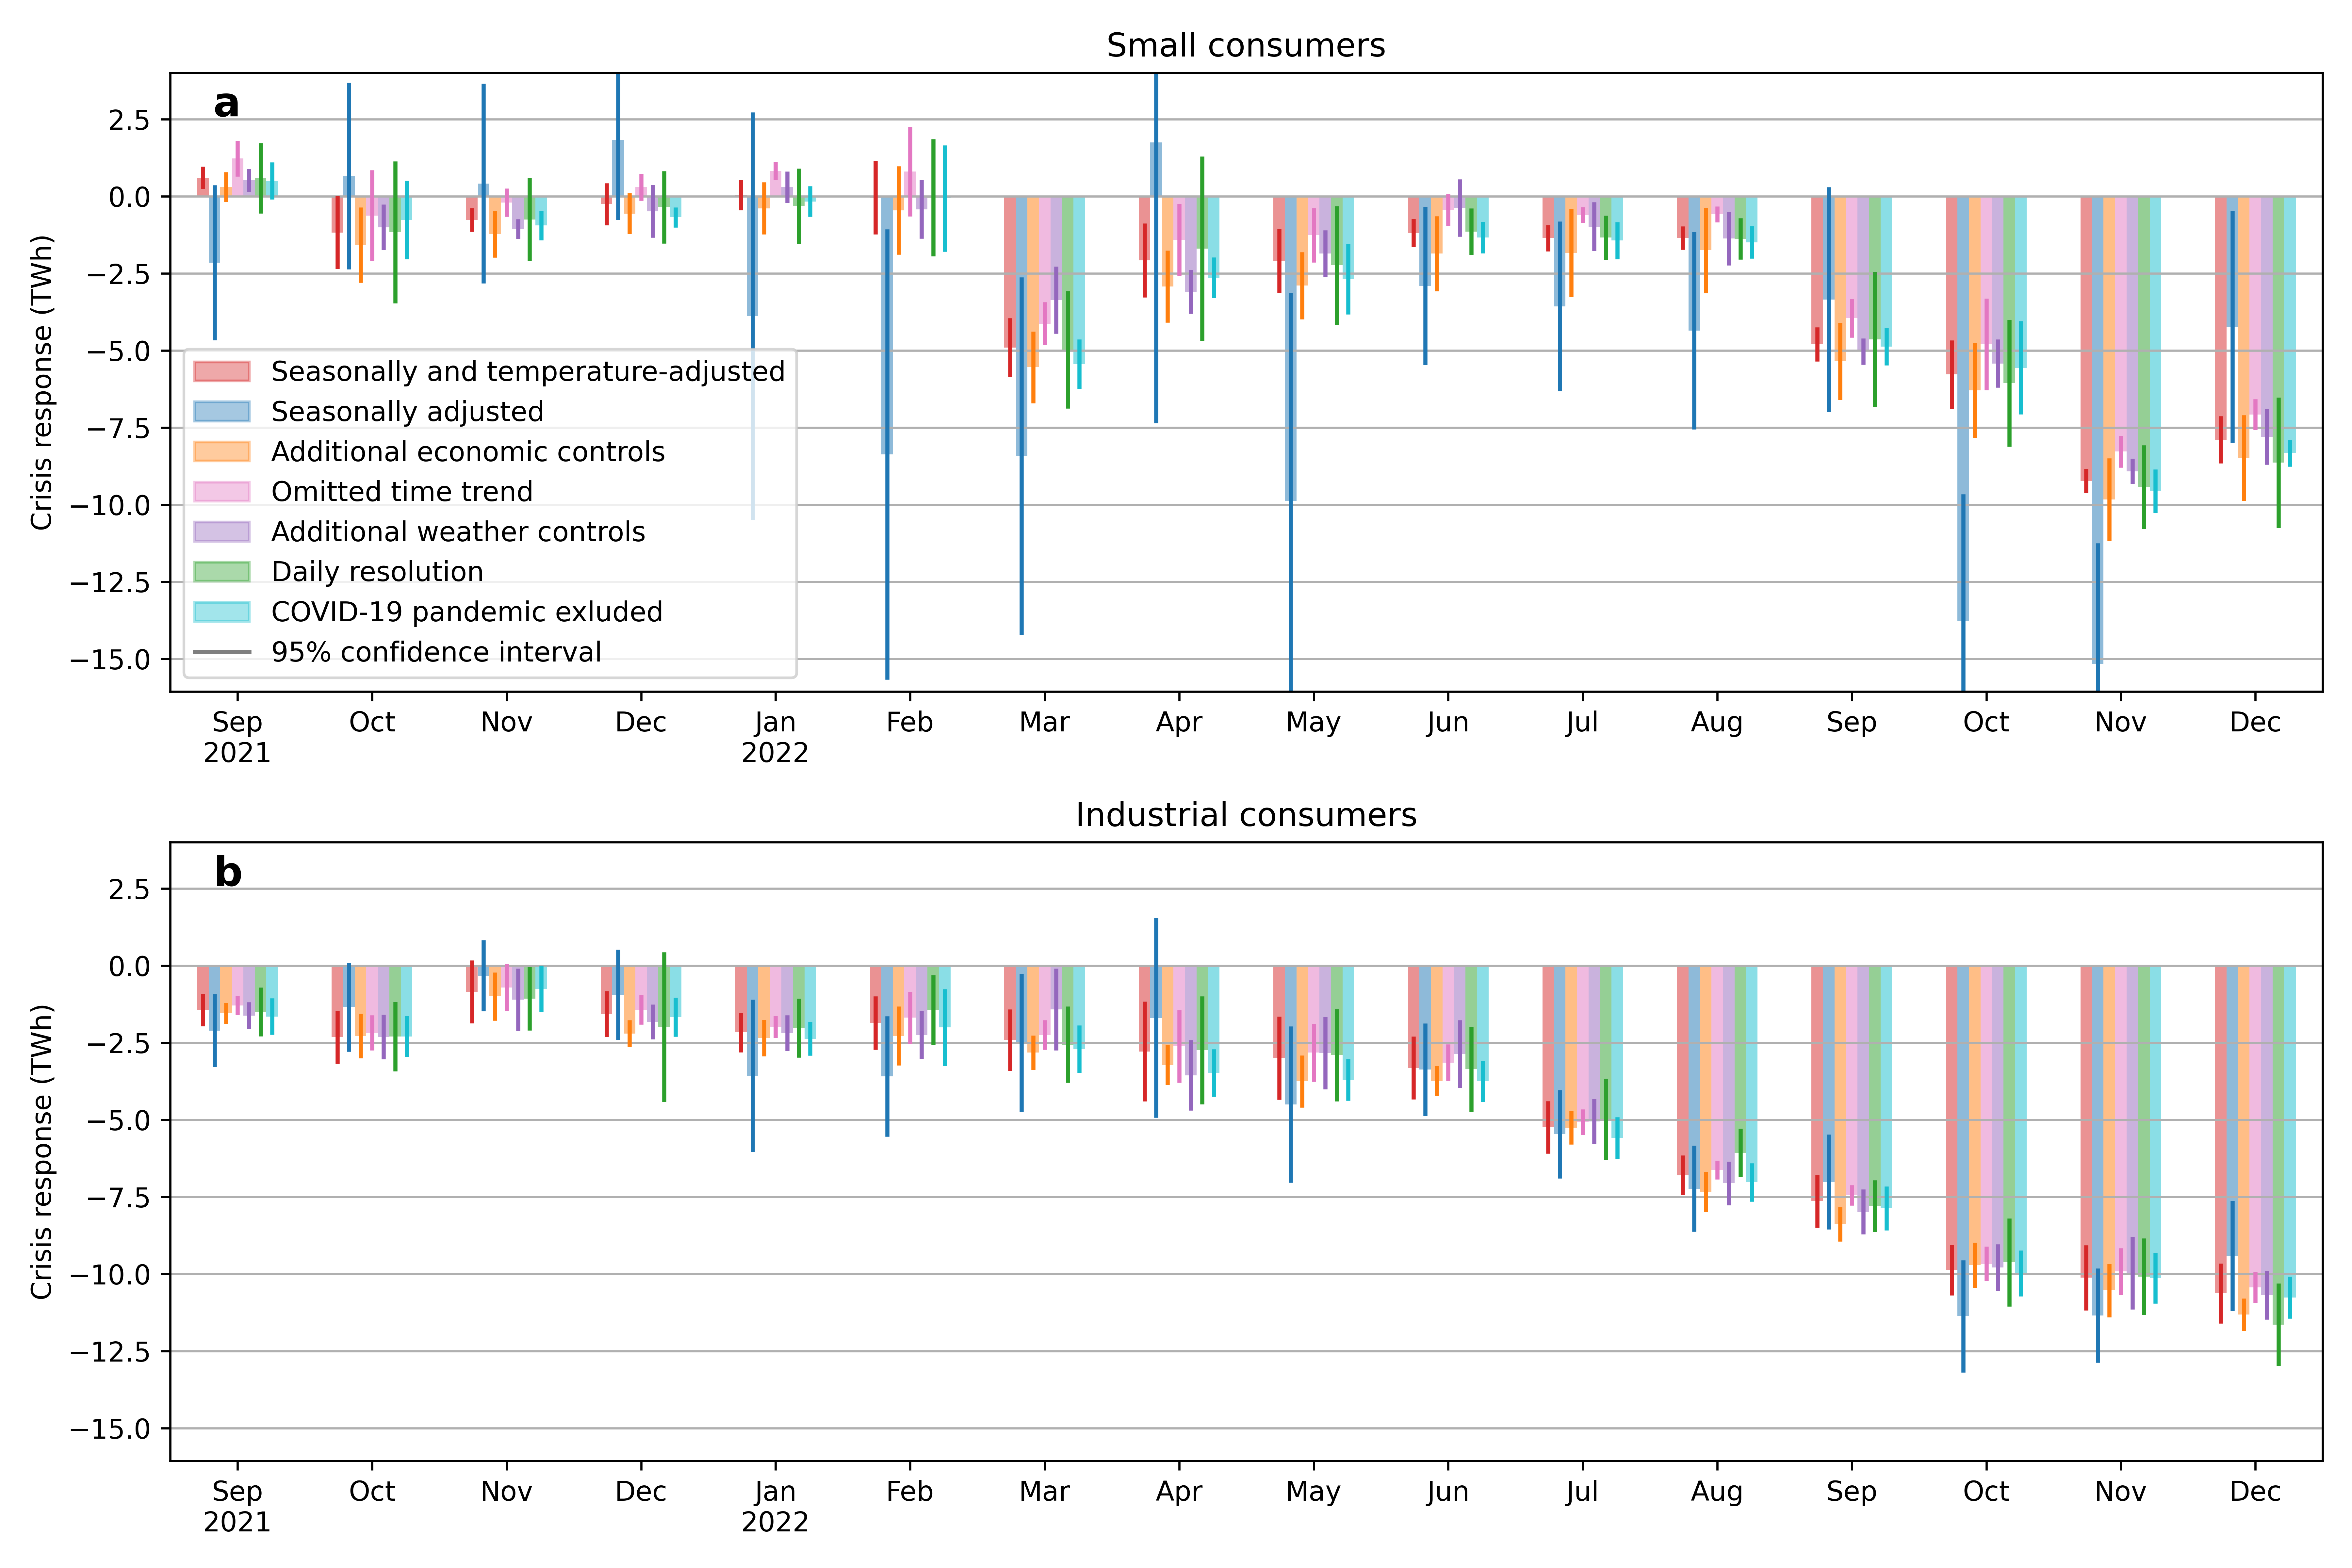 Small consumers
a
2.5
0.0
−2.5
−5.0
−7.5
−10.0
−12.5
−15.0
Crisis response (TWh)
Seasonally and temperature-adjusted
Seasonally adjusted
Additional economic controls
Omitted time trend
Additional weather controls
Daily resolution
COVID-19 pandemic exluded
95% confidence interval
Sep Oct Nov Dec Jan Feb Mar Apr May Jun Jul Aug Sep Oct Nov Dec
2021 2022
Industrial consumers
b
2.5
0.0
−2.5
−5.0
−7.5
−10.0
−12.5
−15.0
Crisis response (TWh)
Sep Oct Nov Dec Jan Feb Mar Apr May Jun Jul Aug Sep Oct Nov Dec
2021 2022